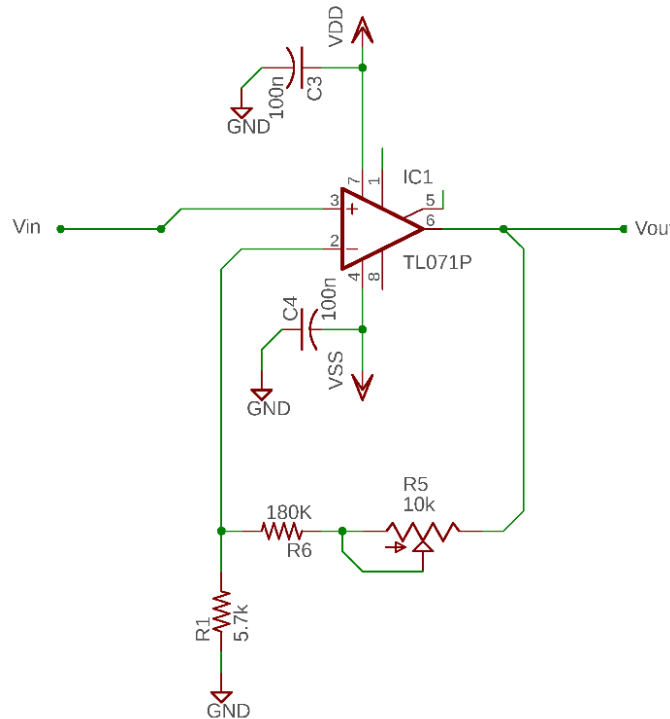 VDD
100n
C3
GND
7
1
IC1
3
5
+
6
Vin
Vout
2
-
TL071P
4
8
C4
100n
VSS
GND
R5
10k
180K
R6
R1
5.7k
GND